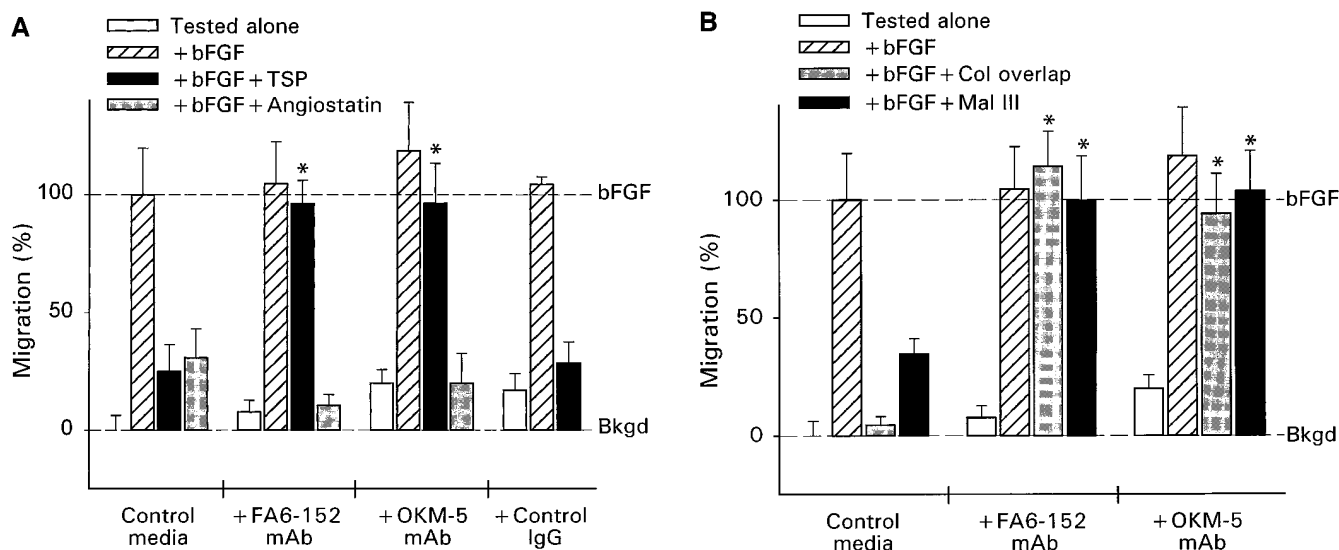 A
Tested alone
+bFGF
+bFGF+TSP
+bFGF+Angiostatin
Migration (%)
100
50
0
*
*
bFGF
Bkgd
Control
media
+FA6-152
mAb
+OKM-5
mAb
+Control
IgG
B
Tested alone
+bFGF
+bFGF+Col overlap
+bFGF+Mal III
Migration (%)
100
50
0
*
*
*
*
bFGF
Bkgd
Control
media
+FA6-152
mAb
+OKM-5
mAb